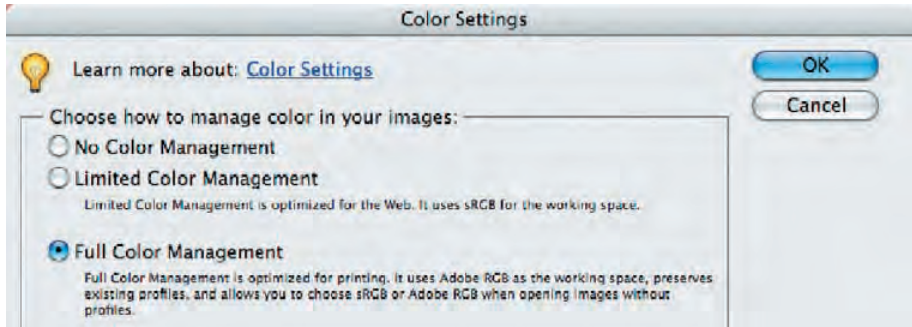 Color Settings
Learn more about: Color Settings
OK
Cancel
Choose how to manage color in your images:
No Color Management
Limited Color Management
Limited Color Management is optimized for the Web. It uses sRGB for the working space.
Full Color Management
Full Color Management is optimized for printing. It uses Adobe RGB as the working space, preserves
existing profiles, and allows you to choose sRGB or Adobe RGB when opening images without
profiles.